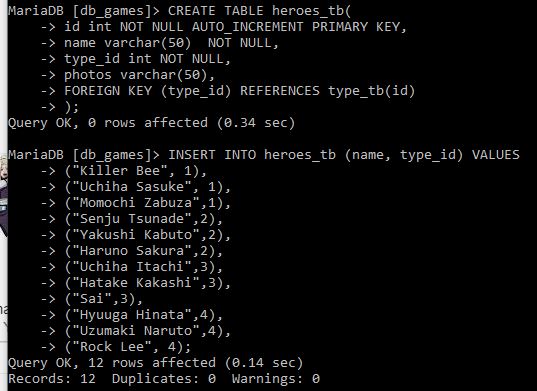 MariaDB [db_games]> CREATE TABLE heroes_tb(
    -> id int NOT NULL AUTO_INCREMENT PRIMARY KEY,
    -> name varchar(50)  NOT NULL,
    -> type_id int NOT NULL,
    -> photos varchar(50),
    -> FOREIGN KEY (type_id) REFERENCES type_tb(id)
    -> );
Query OK, 0 rows affected (0.34 sec)

MariaDB [db_games]> INSERT INTO heroes_tb (name, type_id) VALUES
    -> ("Killer Bee", 1),
    -> ("Uchiha Sasuke", 1),
    -> ("Momochi Zabuza",1),
    -> ("Senju Tsunade",2),
    -> ("Yakushi Kabuto",2),
    -> ("Haruno Sakura",2),
    -> ("Uchiha Itachi",3),
    -> ("Hatake Kakashi",3),
    -> ("Sai",3),
    -> ("Hyuuga Hinata",4),
    -> ("Uzumaki Naruto",4),
    -> ("Rock Lee", 4);
Query OK, 12 rows affected (0.14 sec)
Records: 12  Duplicates: 0  Warnings: 0